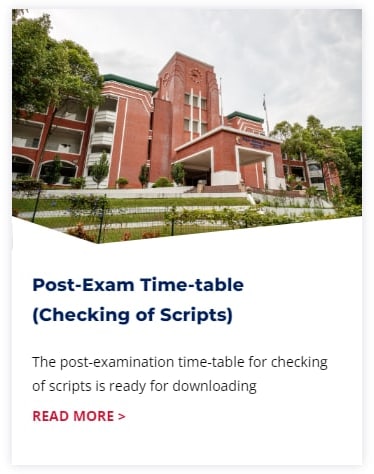 Post-Exam Time-table
(Checking of Scripts)
The post-examination time-table for checking
of scripts is ready for downloading
READ MORE >